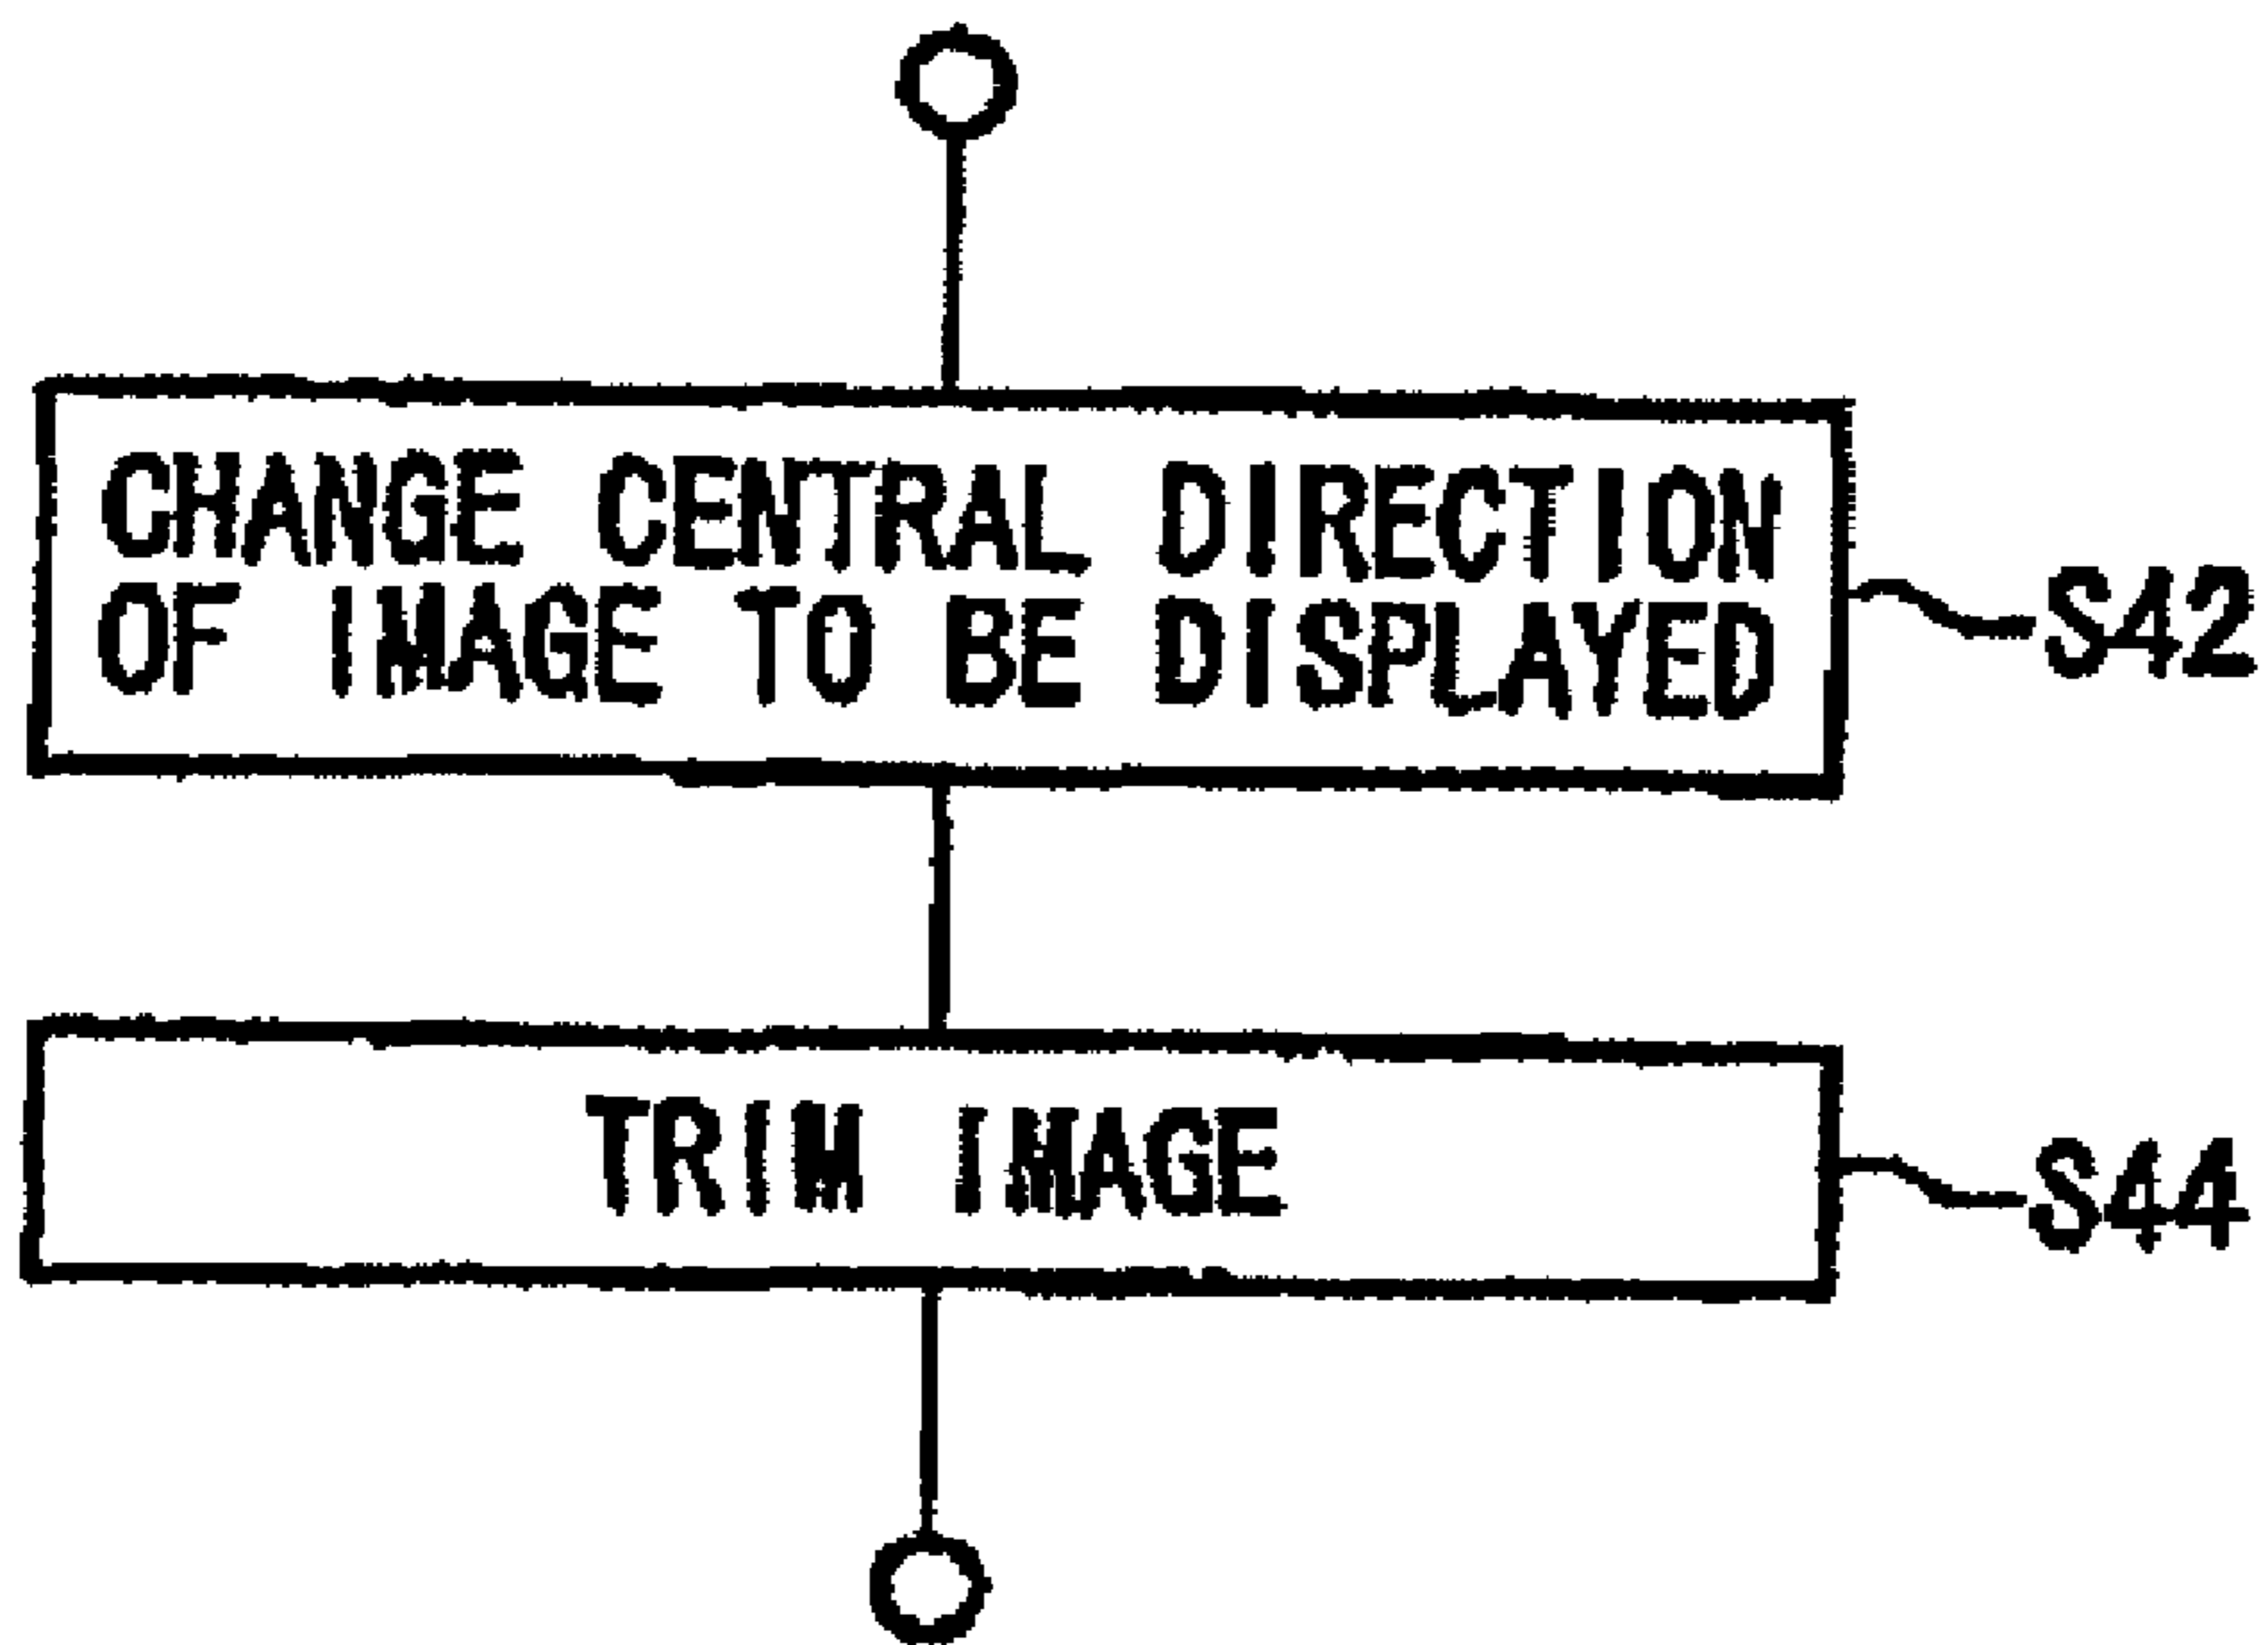 CHANGE CENTRAL DIRECTION
OF IMAGE TO BE DISPLAYED
S42
TRIM IMAGE
S44